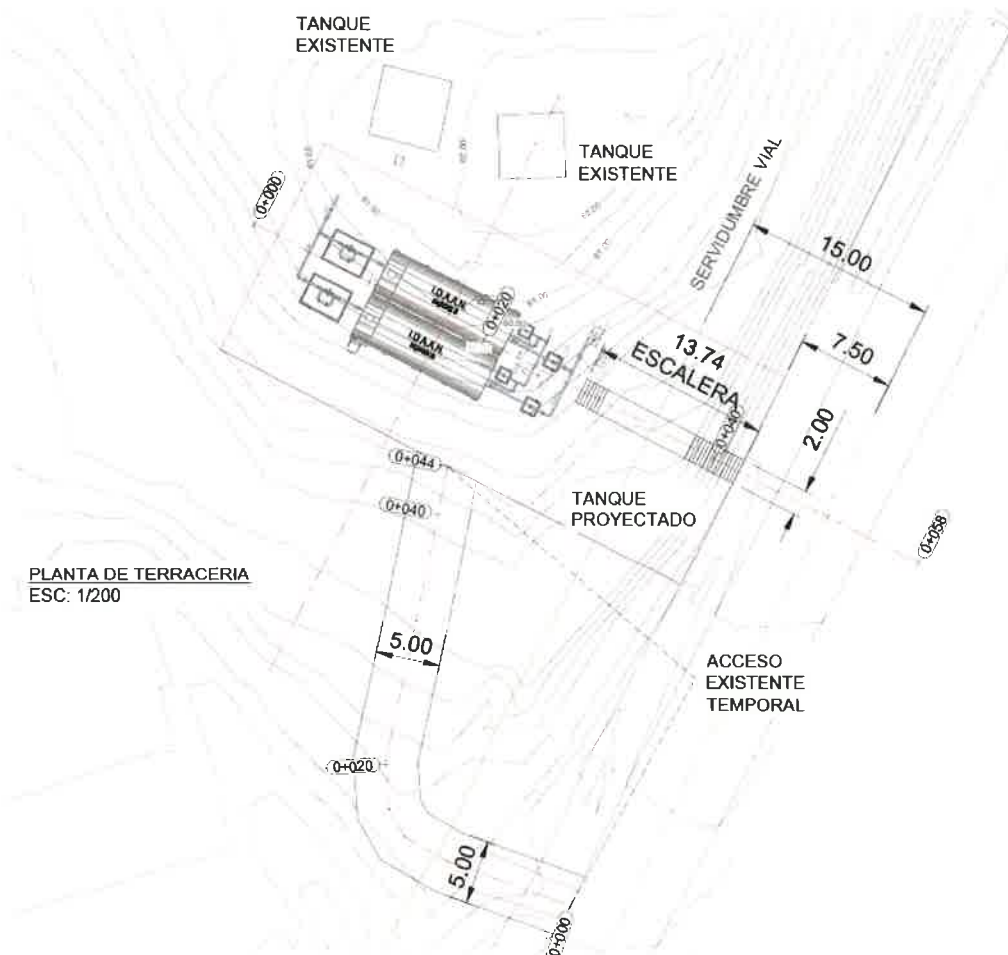 TANQUE
EXISTENTE
TANQUE
EXISTENTE
SERVIDUMBRE VIAL
15.00
0+000
7.50
I.D.A.A.N.
I.D.A.A.N.
0+020
13.74
ESCALERA
0+040
2.00
0+044
0+040
TANQUE
PROYECTADO
0+058
PLANTA DE TERRACERIA
ESC: 1/200
5.00
ACCESO
EXISTENTE
TEMPORAL
0+020
5.00
0+000